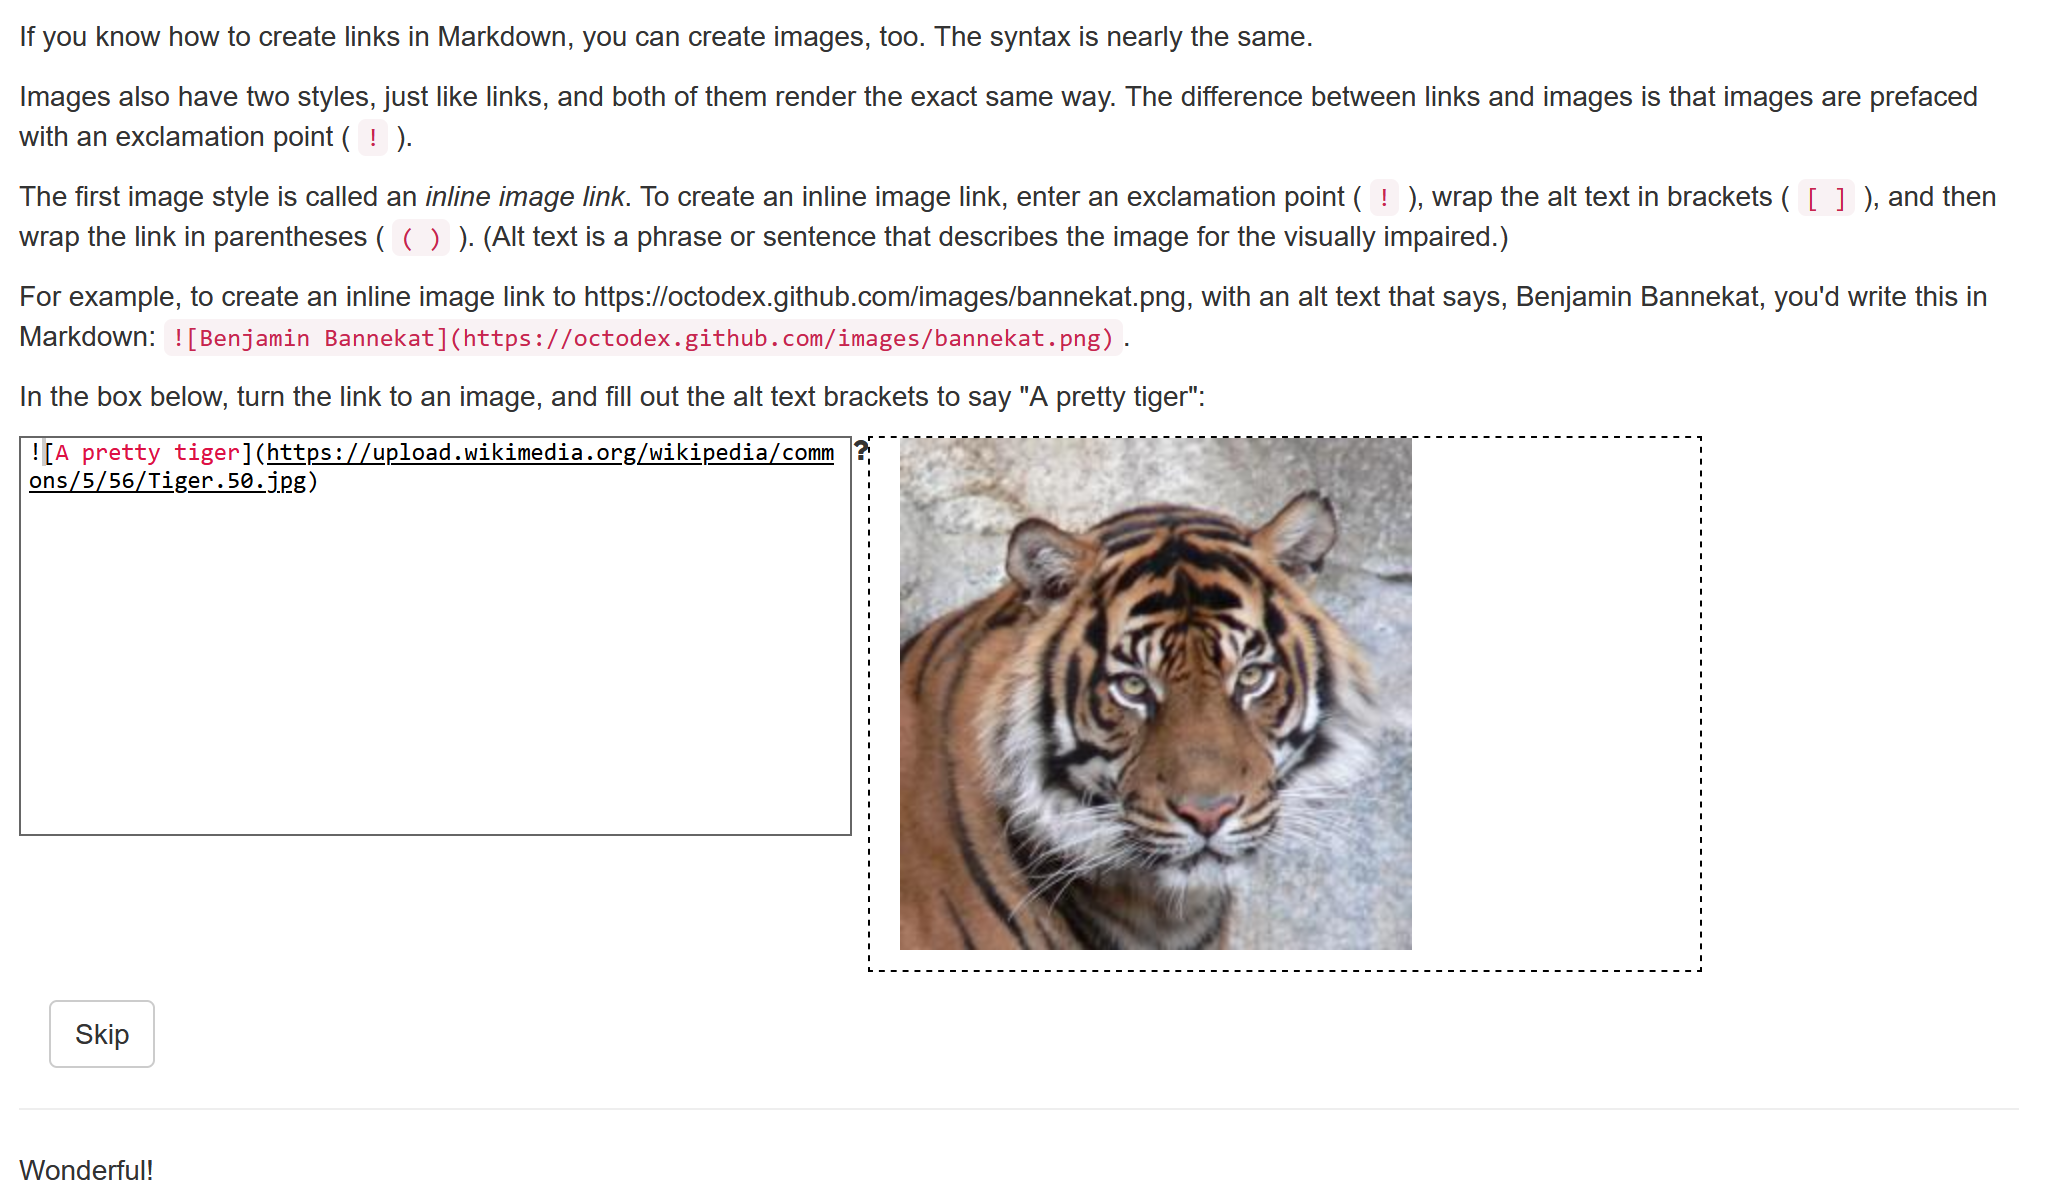 If you know how to create links in Markdown, you can create images, too. The syntax is nearly the same.
Images also have two styles, just like links, and both of them render the exact same way. The difference between links and images is that images are prefaced
with an exclamation point ( ! ).
The first image style is called an inline image link. To create an inline image link, enter an exclamation point ( ! ), wrap the alt text in brackets ( [ ] ), and then
wrap the link in parentheses ( ( ) ). (Alt text is a phrase or sentence that describes the image for the visually impaired.)
For example, to create an inline image link to https://octodex.github.com/images/bannekat.png, with an alt text that says, Benjamin Bannekat, you'd write this in
Markdown: ![Benjamin Bannekat](https://octodex.github.com/images/bannekat.png) .
In the box below, turn the link to an image, and fill out the alt text brackets to say "A pretty tiger":
![A pretty tiger](https://upload.wikimedia.org/wikipedia/comm
ons/5/56/Tiger.50.jpg)
?
Skip
Wonderful!